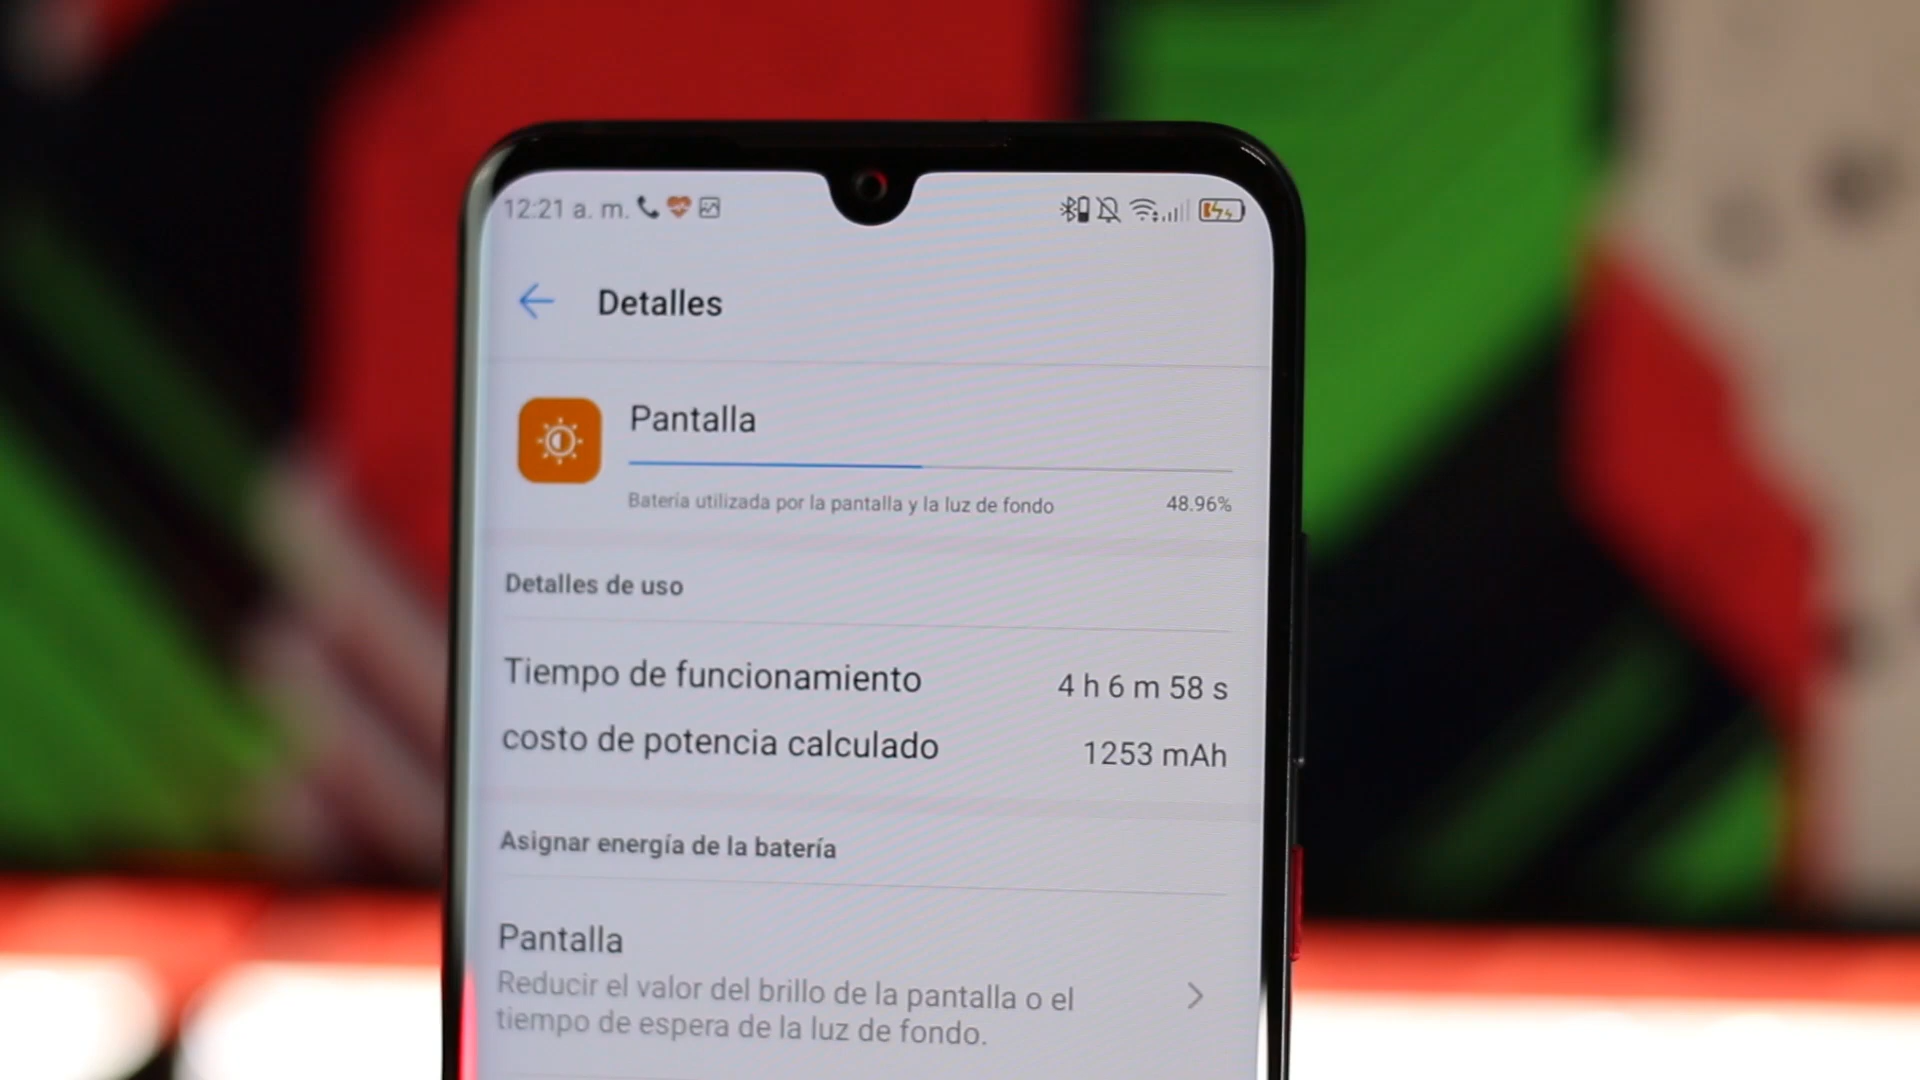 12:21 a. m.
Detalles
Pantalla
Batería utilizada por la pantalla y la luz de fondo 48.96%
Detalles de uso
Tiempo de funcionamiento 4 h 6 m 58 s
costo de potencia calculado 1253 mAh
Asignar energía de la batería
Pantalla
Reducir el valor del brillo de la pantalla o el
tiempo de espera de la luz de fondo.